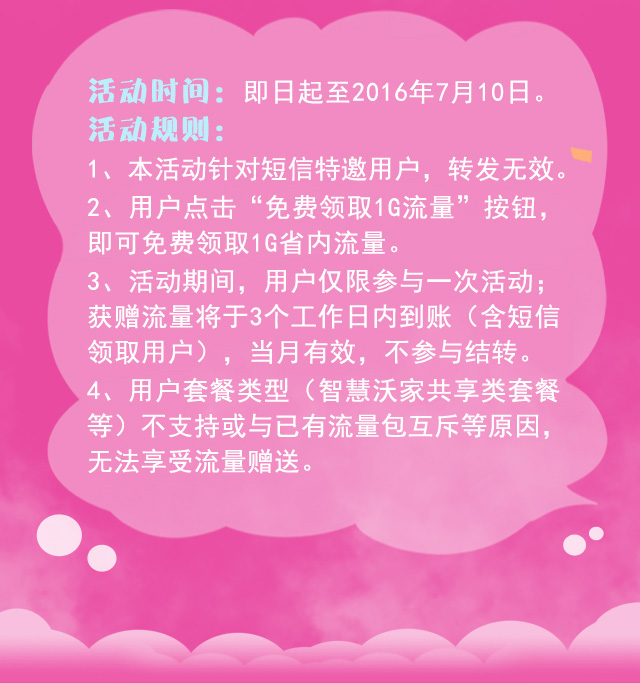 活动时间：即日起至2016年7月10日。
活动规则：
1、本活动针对短信特邀用户，转发无效。
2、用户点击“免费领取1G流量”按钮，
即可免费领取1G省内流量。
3、活动期间，用户仅限参与一次活动；
获赠流量将于3个工作日内到账（含短信
领取用户），当月有效，不参与结转。
4、用户套餐类型（智慧沃家共享类套餐
等）不支持或与已有流量包互斥等原因，
无法享受流量赠送。